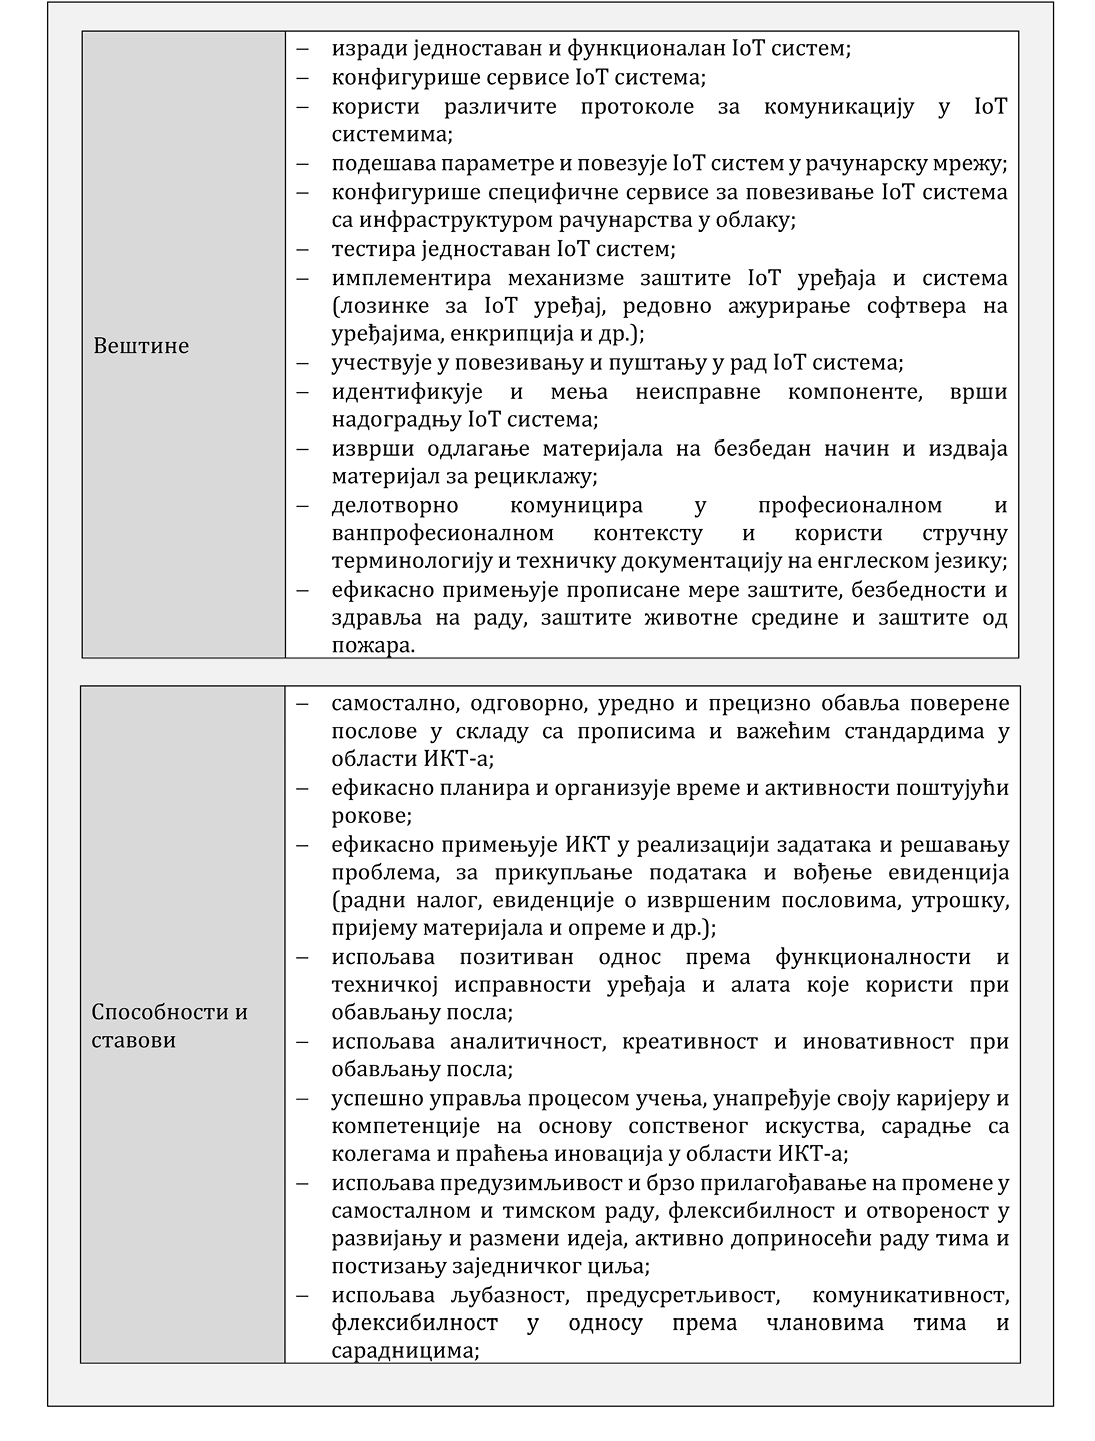 – изради једноставан и функционалан IoT систем;
– конфигурише сервисе IoT система;
– користи различите протоколе за комуникацију у IoT
системима;
– подешава параметре и повезује IoT систем у рачунарску мрежу;
– конфигурише специфичне сервисе за повезивање IoT система
са инфраструктуром рачунарства у облаку;
– тестира једноставан IoT систем;
– имплементира механизме заштите IoT уређаја и система
(лозинке за IoT уређај, редовно ажурирање софтвера на
уређајима, енкрипција и др.);
Вештине
– учествује у повезивању и пуштању у рад IoT система;
– идентификује и мења неисправне компоненте, врши
надоградњу IoT система;
– изврши одлагање материјала на безбедан начин и издваја
материјал за рециклажу;
– делотворно комуницира у професионалном и
ванпрофесионалном контексту и користи стручну
терминологију и техничку документацију на енглеском језику;
– ефикасно примењује прописане мере заштите, безбедности и
здравља на раду, заштите животне средине и заштите од
пожара.
– самостално, одговорно, уредно и прецизно обавља поверене
послове у складу са прописима и важећим стандардима у
области ИКТ-а;
– ефикасно планира и организује време и активности поштујући
рокове;
– ефикасно примењује ИКТ у реализацији задатака и решавању
проблема, за прикупљање података и вођење евиденција
(радни налог, евиденције о извршеним пословима, утрошку,
пријему материјала и опреме и др.);
– испољава позитиван однос према функционалности и
техничкој исправности уређаја и алата које користи при
обављању посла;
Способности и
ставови
– испољава аналитичност, креативност и иновативност при
обављању посла;
– успешно управља процесом учења, унапређује своју каријеру и
компетенције на основу сопственог искуства, сарадње са
колегама и праћења иновација у области ИКТ-а;
– испољава предузимљивост и брзо прилагођавање на промене у
самосталном и тимском раду, флексибилност и отвореност у
развијању и размени идеја, активно доприносећи раду тима и
постизању заједничког циља;
– испољава љубазност, предусретљивост, комуникативност,
флексибилност у односу према члановима тима и
сарадницима;